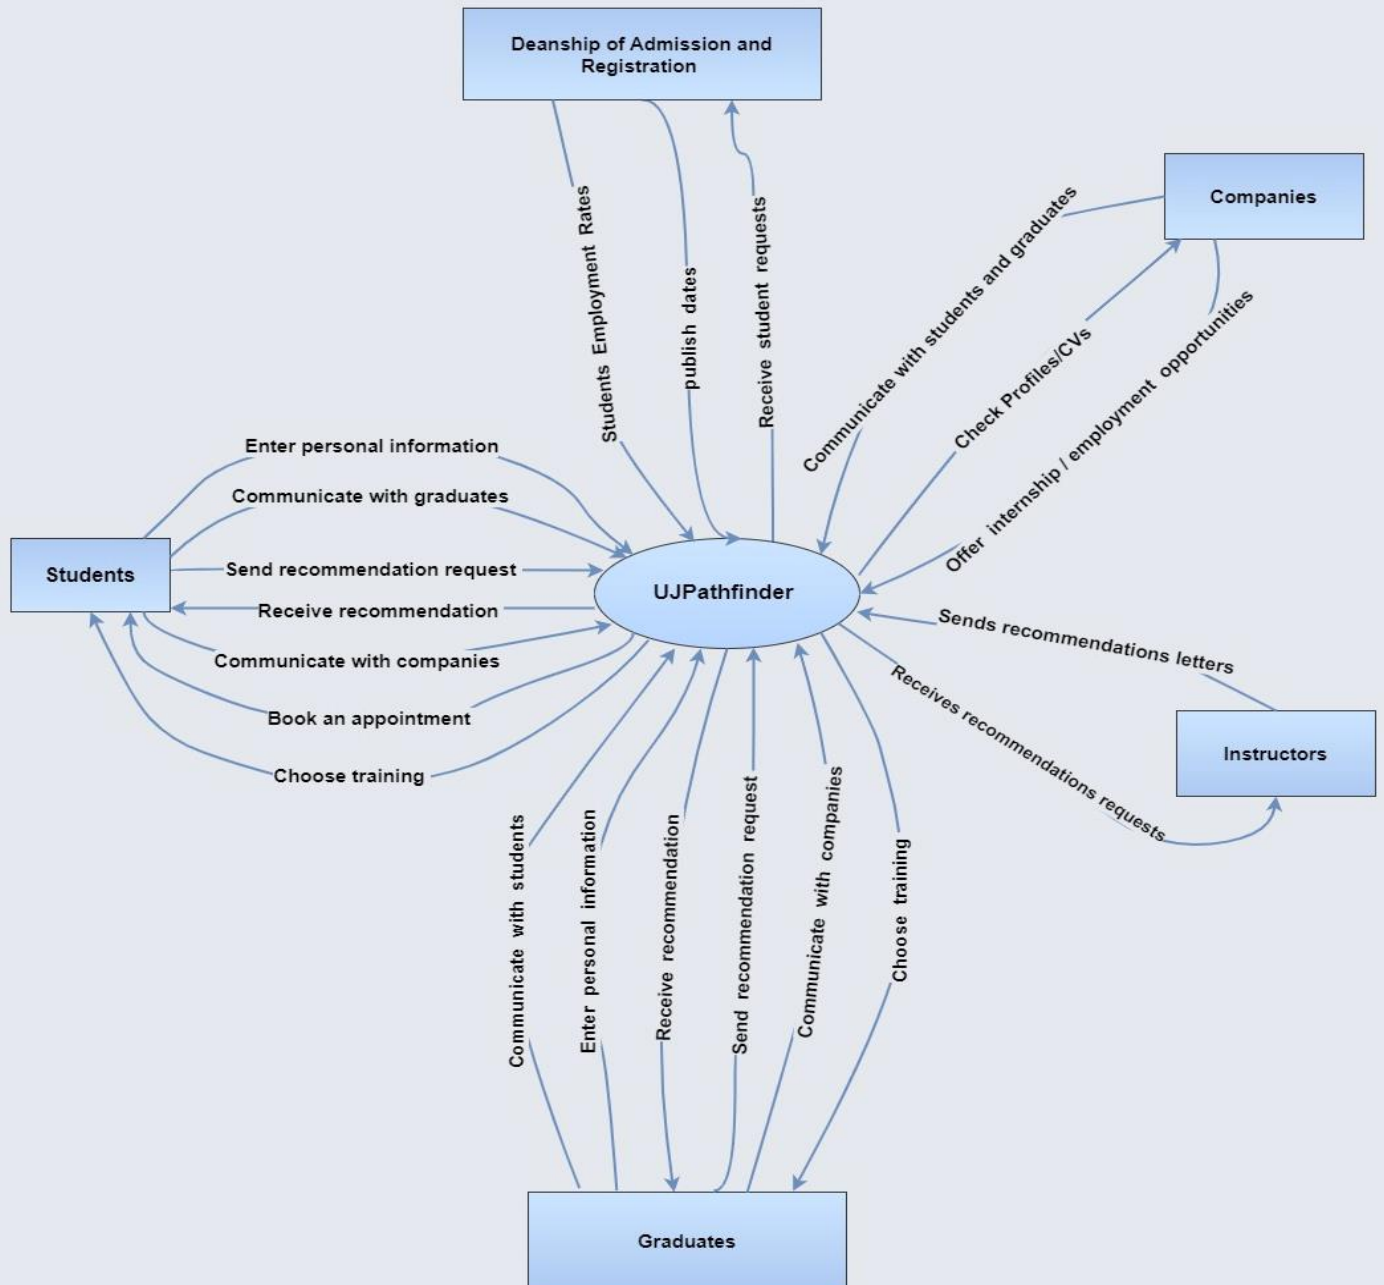 Deanship of Admission and
Registration
Companies
Students Employment Rates
publish dates
Receive student requests
Communicate with students and graduates
Check Profiles/CVs
Offer internship / employment opportunities
Enter personal information
Communicate with graduates
Students
Send recommendation request
Receive recommendation
Communicate with companies
Book an appointment
Choose training
UJPathfinder
Sends recommendations letters
Receives recommendations requests
Instructors
Communicate with students
Enter personal information
Receive recommendation
Send recommendation request
Communicate with companies
Choose training
Graduates